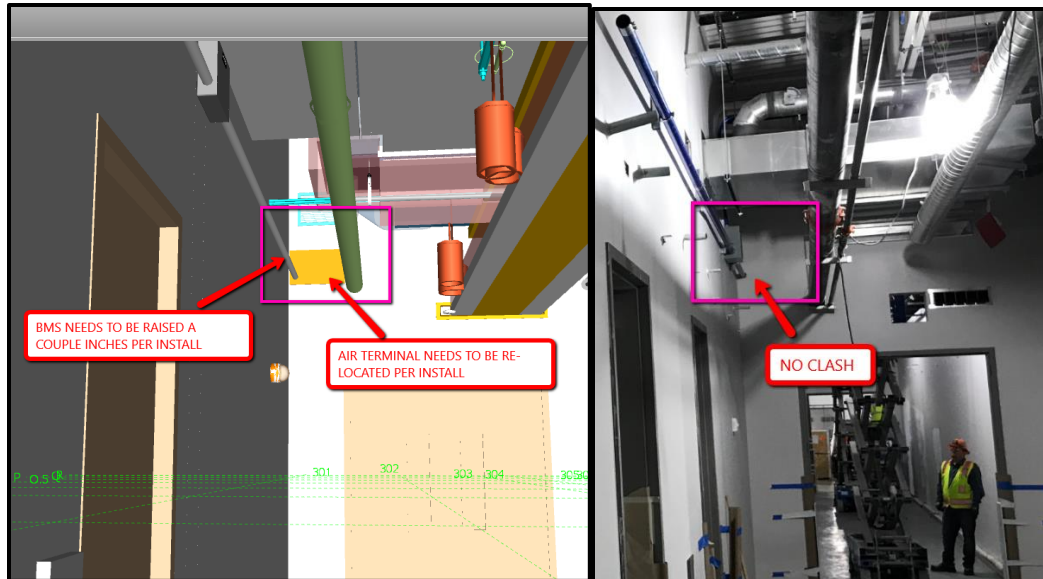 BMS NEEDS TO BE RAISED A
COUPLE INCHES PER INSTALL
AIR TERMINAL NEEDS TO BE RE-
LOCATED PER INSTALL
NO CLASH
P
301
302
303
304